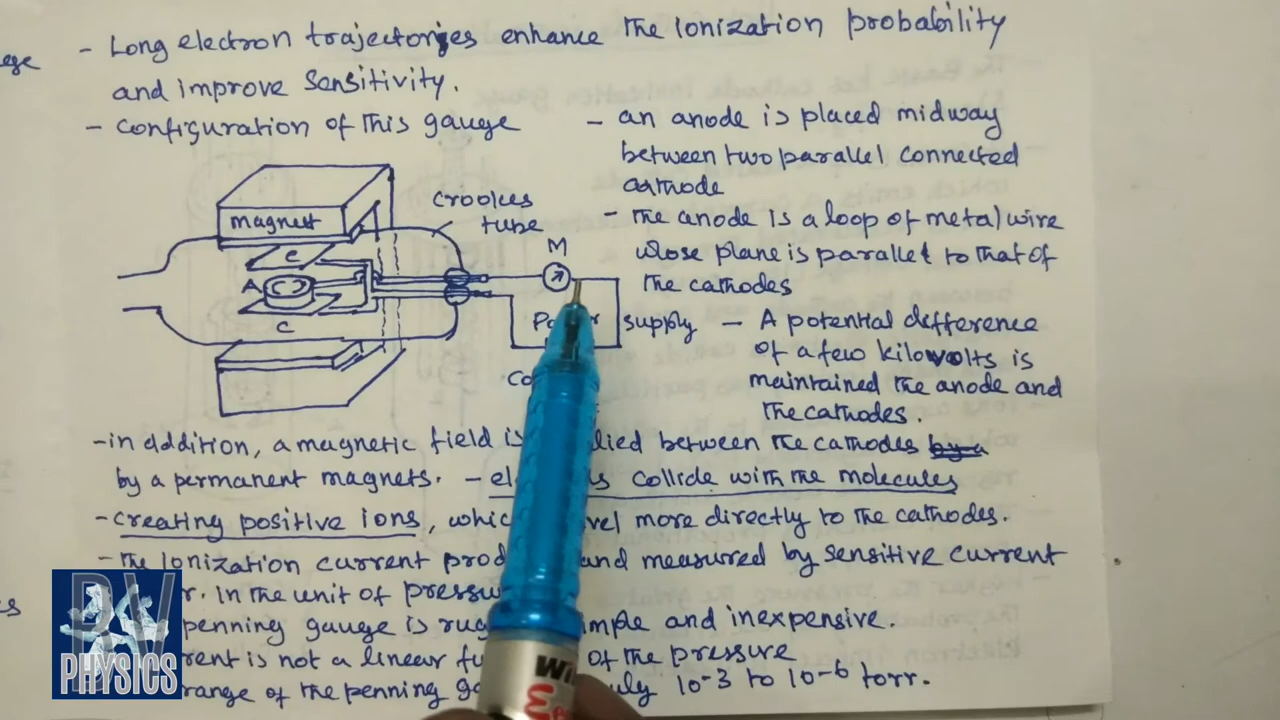 ege
- Long electron trajectories enhance the Ionization probability
and improve sensitivity.
- configuration of this gauge
- an anode is placed midway
between two parallel connected
cathode
- The anode is a loop of metal/wire
whose plane is parallel to that of
the cathodes
magnet
crookes
tube
M
C
A
C
supply
- A potential difference
of a few kilovolts is
maintained the anode and
the cathodes.
-in addition, a magnetic field is between the cathodes
by a permanent magnets. - collide with the molecules
-creating positive ions, more directly to the cathodes.
-The Ionization current and measured by sensitive current
in the unit of
penning gauge is simple and inexpensive.
is not a linear of the pressure
range of the penning 10-3 to 10-6 torr.
BV
PHYSICS